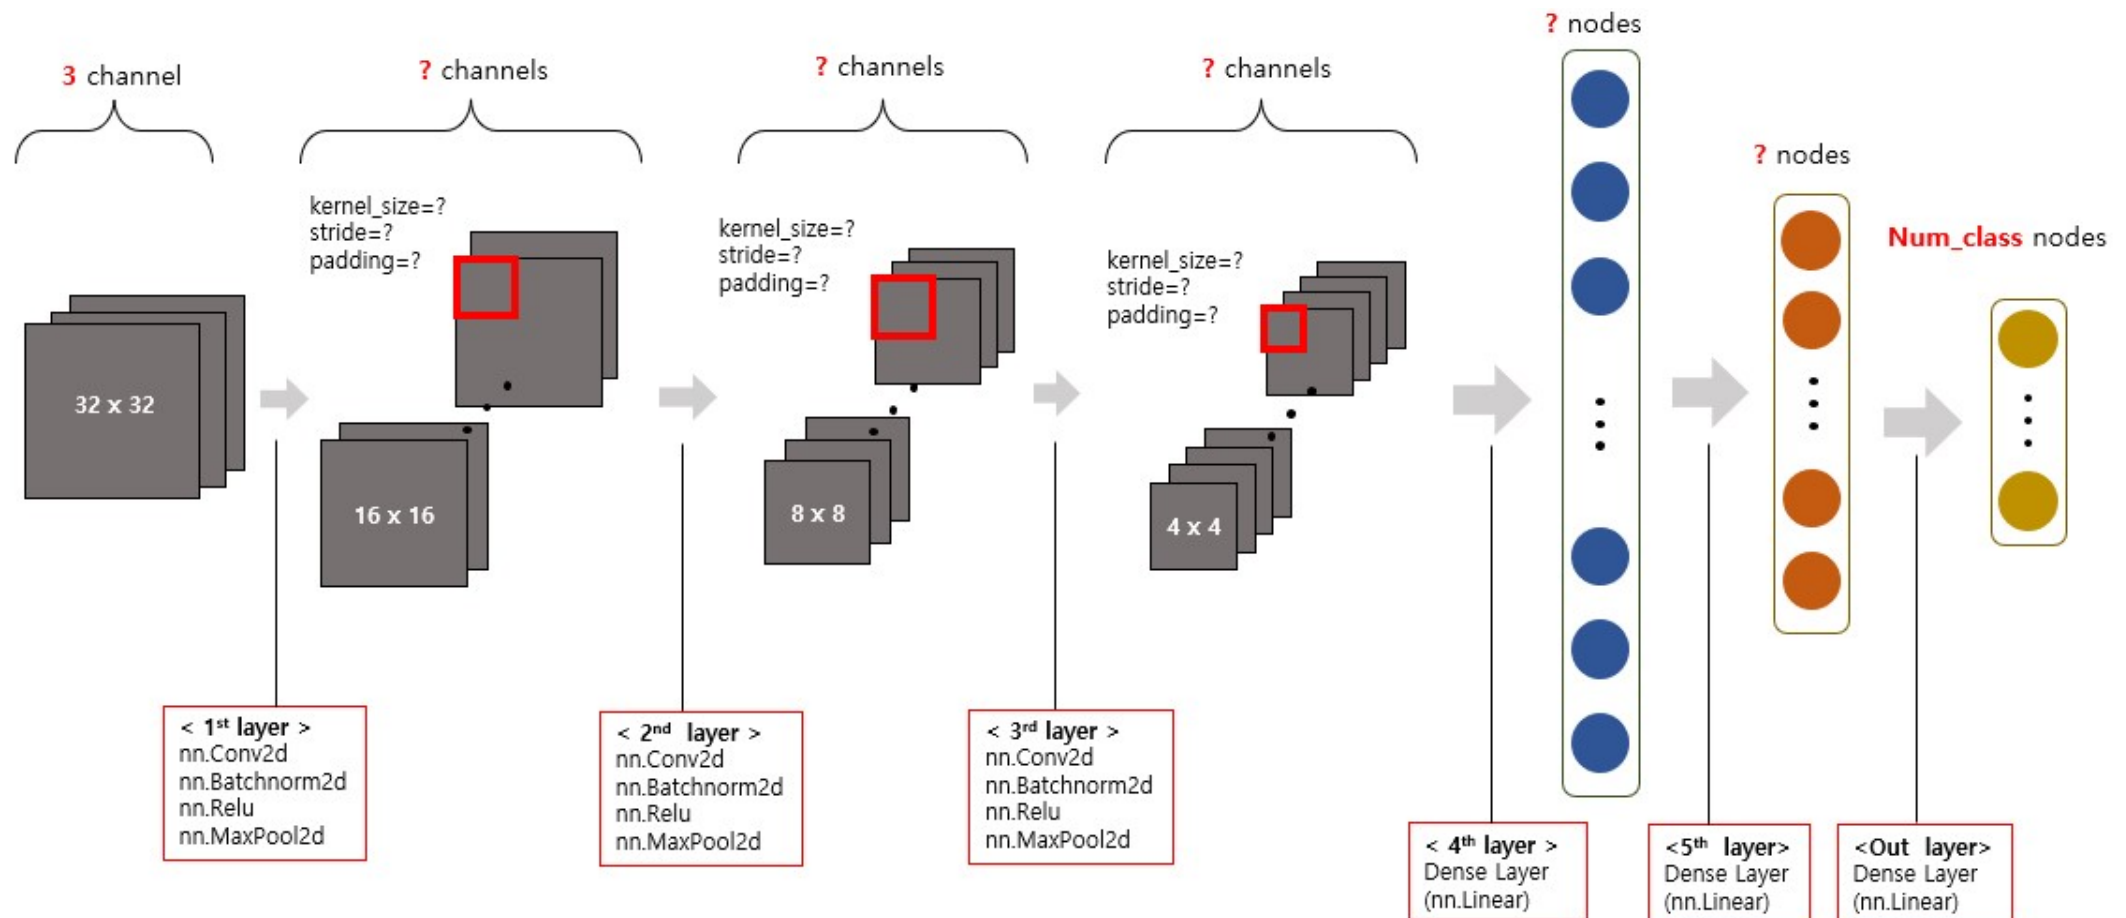 3 channel
? channels
? channels
? channels
? nodes
? nodes
Num_class nodes
kernel_size=?
stride=?
padding=?
kernel_size=?
stride=?
padding=?
kernel_size=?
stride=?
padding=?
32 x 32
16 x 16
8 x 8
4 x 4
< 1st layer >
nn.Conv2d
nn.Batchnorm2d
nn.Relu
nn.MaxPool2d
< 2nd layer >
nn.Conv2d
nn.Batchnorm2d
nn.Relu
nn.MaxPool2d
< 3rd layer >
nn.Conv2d
nn.Batchnorm2d
nn.Relu
nn.MaxPool2d
< 4th layer >
Dense Layer
(nn.Linear)
<5th layer>
Dense Layer
(nn.Linear)
<Out layer>
Dense Layer
(nn.Linear)